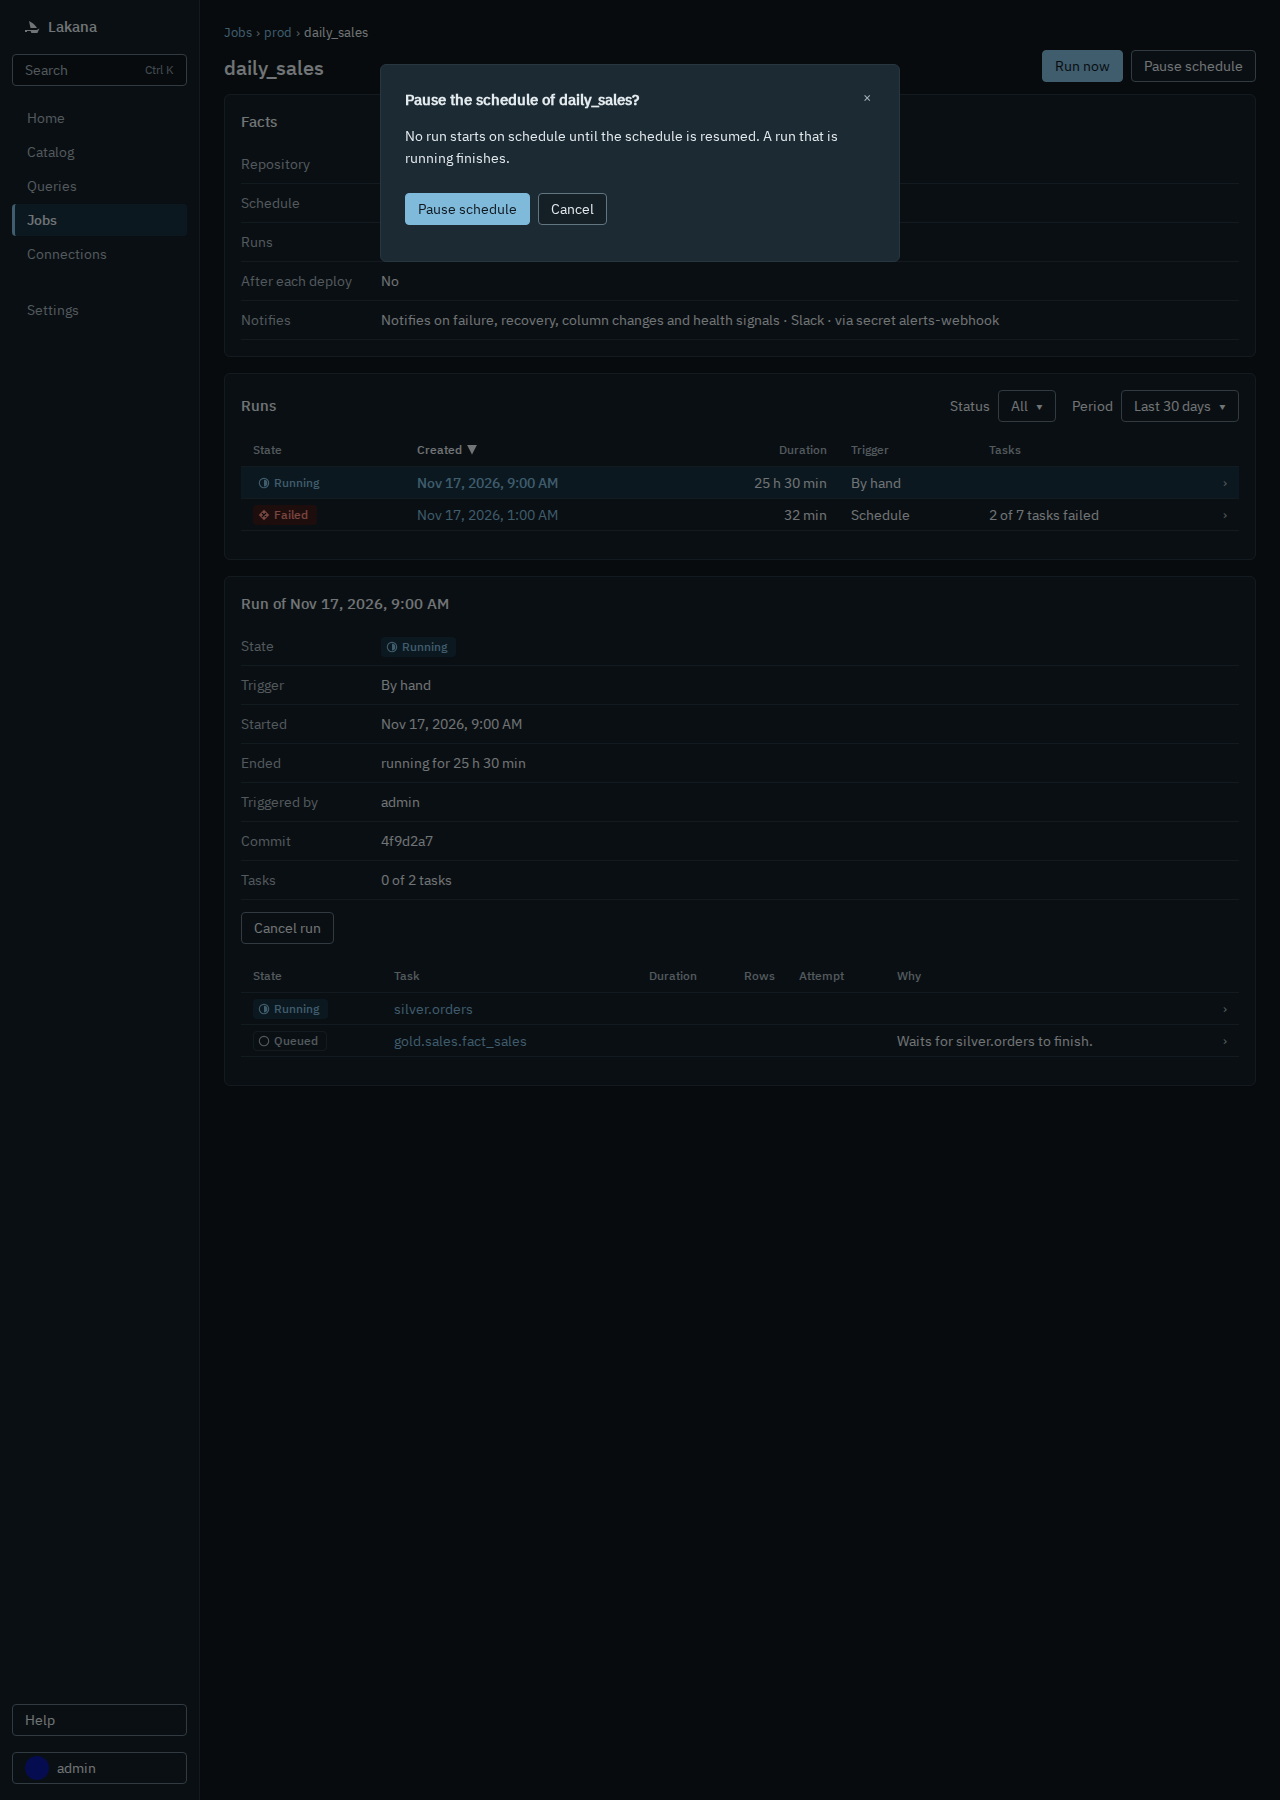 Lakana
Search Ctrl K
Home
Catalog
Queries
Jobs
Connections
Settings
Help
admin
Jobs › prod › daily_sales
daily_sales
Run now
Pause schedule
Pause the schedule of daily_sales?
×
No run starts on schedule until the schedule is resumed. A run that is
running finishes.
Pause schedule
Cancel
Facts
Repository
Schedule
Runs
After each deploy No
Notifies Notifies on failure, recovery, column changes and health signals · Slack · via secret alerts-webhook
Runs
Status All ▾ Period Last 30 days ▾
State Created ▼ Duration Trigger Tasks
Running Nov 17, 2026, 9:00 AM 25 h 30 min By hand ›
Failed Nov 17, 2026, 1:00 AM 32 min Schedule 2 of 7 tasks failed ›
Run of Nov 17, 2026, 9:00 AM
State Running
Trigger By hand
Started Nov 17, 2026, 9:00 AM
Ended running for 25 h 30 min
Triggered by admin
Commit 4f9d2a7
Tasks 0 of 2 tasks
Cancel run
State Task Duration Rows Attempt Why
Running silver.orders ›
Queued gold.sales.fact_sales Waits for silver.orders to finish. ›